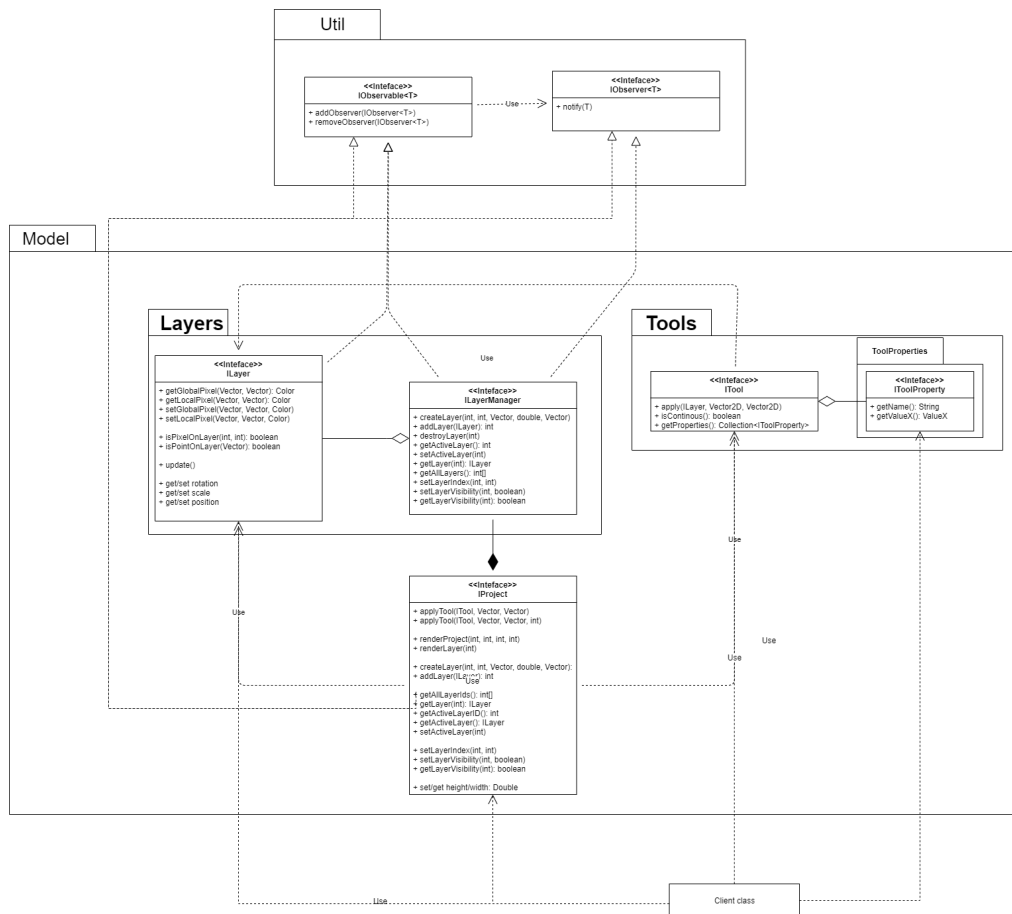 Util
<<Inteface>>
IObservable<T>
+ addObserver(IObserver<T>)
+ removeObserver(IObserver<T>)
Use
<<Inteface>>
IObserver<T>
+ notify(T)
Model
Layers
<<Inteface>>
ILayer
+ getGlobalPixel(Vector, Vector): Color
+ getLocalPixel(Vector, Vector): Color
+ setGlobalPixel(Vector, Vector, Color)
+ setLocalPixel(Vector, Vector, Color)
+ isPixelOnLayer(int, int): boolean
+ isPointOnLayer(Vector): boolean
+ update()
+ get/set rotation
+ get/set scale
+ get/set position
Use
<<Inteface>>
ILayerManager
+ createLayer(int, int, Vector, double, Vector)
+ addLayer(ILayer): int
+ destroyLayer(int)
+ getActiveLayer(): int
+ setActiveLayer(int)
+ getLayer(int): ILayer
+ getAllLayers(): int[]
+ setLayerIndex(int, int)
+ setLayerVisibility(int, boolean)
+ getLayerVisibility(int): boolean
Tools
<<Inteface>>
ITool
+ apply(ILayer, Vector2D, Vector2D)
+ isContinous(): boolean
+ getProperties(): Collection<IToolProperty>
ToolProperties
<<Inteface>>
IToolProperty
+ getName(): String
+ getValueX(): ValueX
Use
Use
<<Inteface>>
IProject
+ applyTool(ITool, Vector, Vector)
+ applyTool(ITool, Vector, Vector, int)
+ renderProject(int, int, int, int)
+ renderLayer(int)
+ createLayer(int, int, Vector, double, Vector):
+ addLayer(ILayer): int
Use
+ getAllLayerIds(): int[]
+ getLayer(int): ILayer
+ getActiveLayerID(): int
+ getActiveLayer(): ILayer
+ setActiveLayer(int)
+ setLayerIndex(int, int)
+ setLayerVisibility(int, boolean)
+ getLayerVisibility(int): boolean
+ set/get height/width: Double
Use
Use
Use
Client class